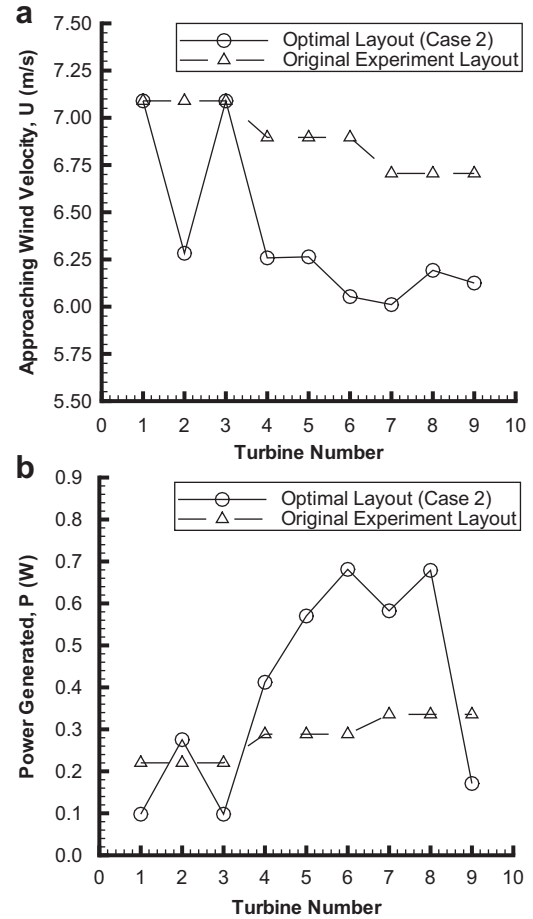 a
7.50
7.25
7.00
6.75
6.50
6.25
6.00
5.75
5.50
Approaching Wind Velocity, U (m/s)
Optimal Layout (Case 2)
Original Experiment Layout
0 1 2 3 4 5 6 7 8 9 10
Turbine Number
b
0.9
0.8
0.7
0.6
0.5
0.4
0.3
0.2
0.1
0.0
Power Generated, P (W)
Optimal Layout (Case 2)
Original Experiment Layout
0 1 2 3 4 5 6 7 8 9 10
Turbine Number